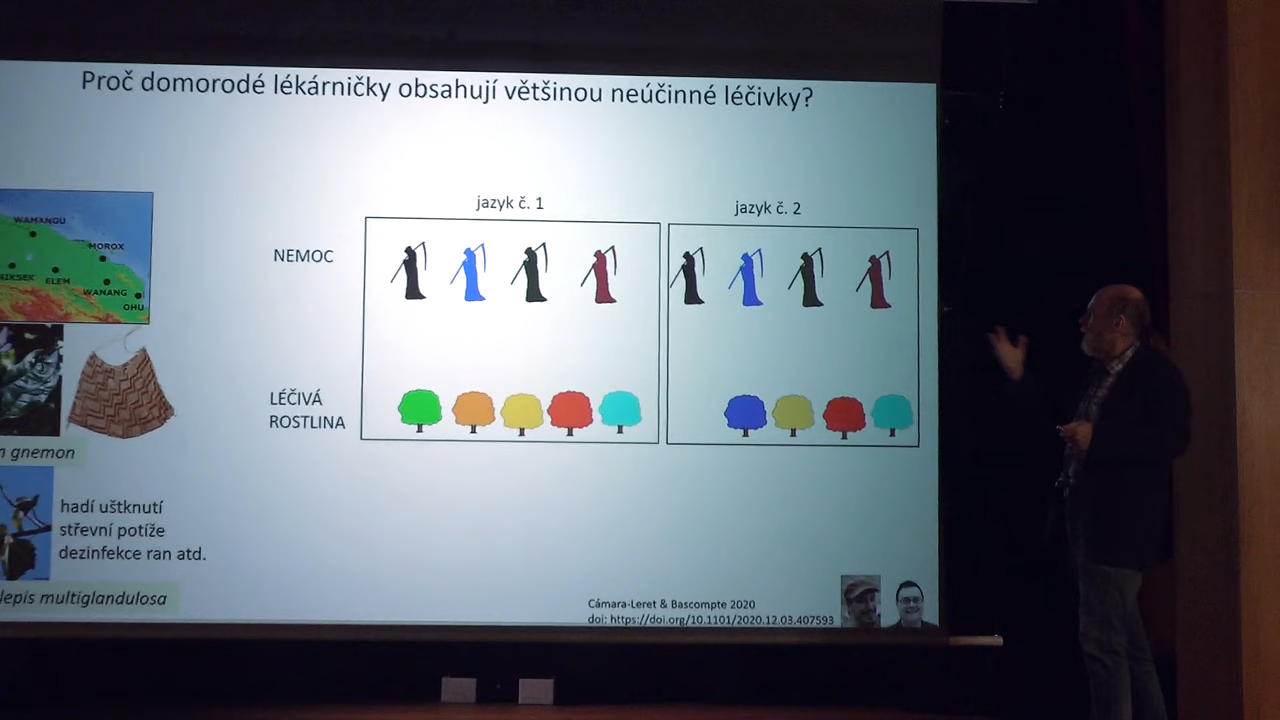 Proč domorodé lékárničky obsahují většinou neúčinné léčivky?
jazyk č. 1
jazyk č. 2
WAMANGU
MOROX
ELEM
WANANG
OHU
NEMOC
LÉČIVÁ
ROSTLINA
gnemon
hadí uštknutí
střevní potíže
dezinfekce ran atd.
lepis multiglandulosa
Cámara-Leret & Bascompte 2020
doi: https://doi.org/10.1101/2020.12.03.407593